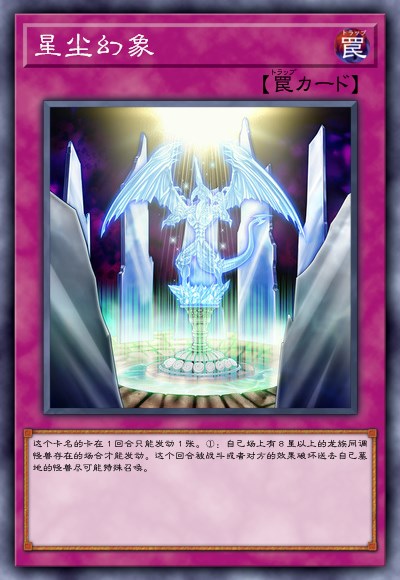 星尘幻象
トラップ
罠
トラップ
【罠カード】
这个卡名的卡在1回合只能发动1张。①：自己场上有8星以上的龙族同调
怪兽存在的场合才能发动。这个回合被战斗或者对方的效果破坏送去自己墓
地的怪兽尽可能特殊召唤。